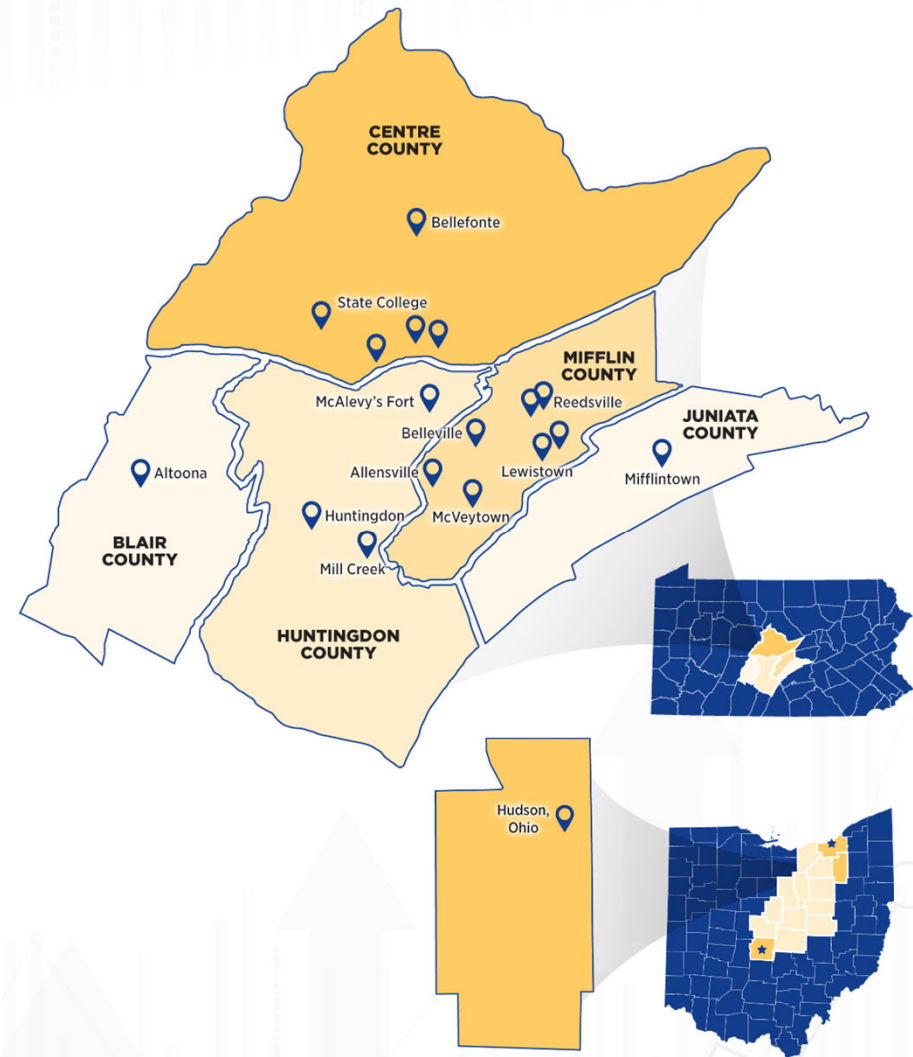 CENTRE
COUNTY
Bellefonte
State College
MIFFLIN
COUNTY
McAlevy's Fort
Reedsville
JUNIATA
COUNTY
Belleville
Lewistown
Mifflintown
Altoona
Allensville
McVeytown
Huntingdon
BLAIR
COUNTY
Mill Creek
HUNTINGDON
COUNTY
Hudson,
Ohio